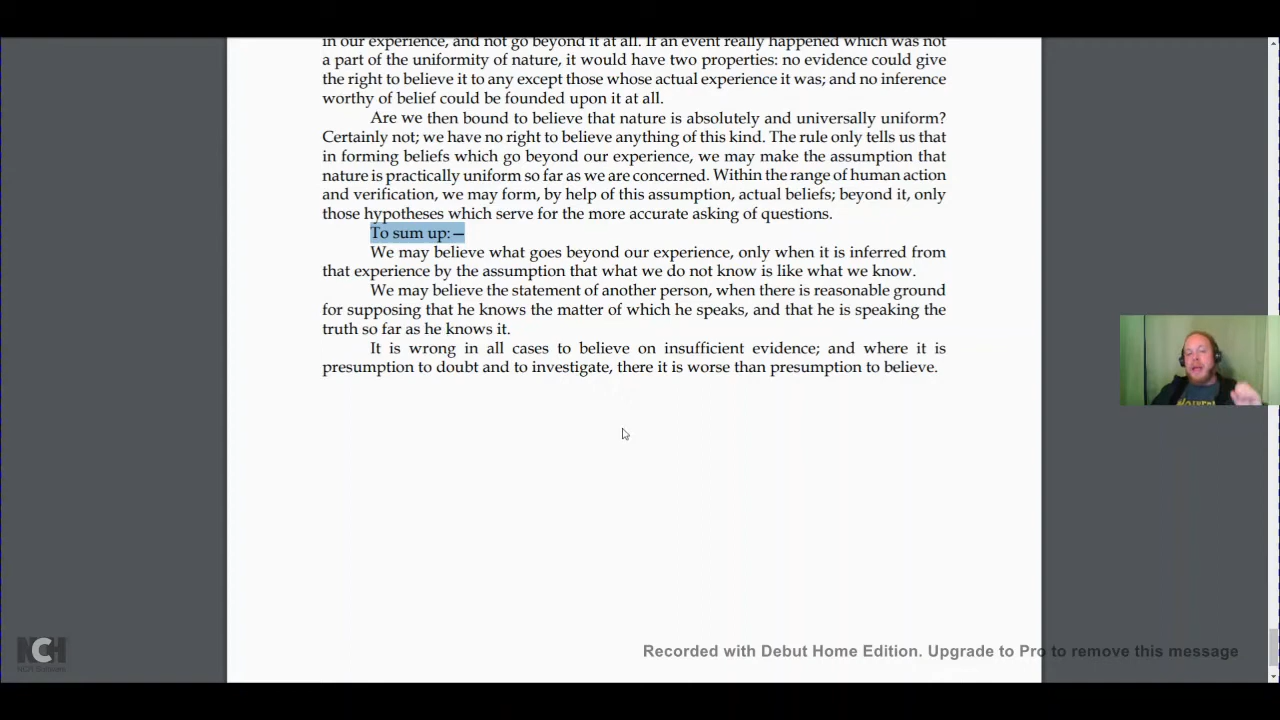 in our experience, and not go beyond it at all. If an event really happened which was not
a part of the uniformity of nature, it would have two properties: no evidence could give
the right to believe it to any except those whose actual experience it was; and no inference
worthy of belief could be founded upon it at all.
Are we then bound to believe that nature is absolutely and universally uniform?
Certainly not; we have no right to believe anything of this kind. The rule only tells us that
in forming beliefs which go beyond our experience, we may make the assumption that
nature is practically uniform so far as we are concerned. Within the range of human action
and verification, we may form, by help of this assumption, actual beliefs; beyond it, only
those hypotheses which serve for the more accurate asking of questions.
To sum up:—
We may believe what goes beyond our experience, only when it is inferred from
that experience by the assumption that what we do not know is like what we know.
We may believe the statement of another person, when there is reasonable ground
for supposing that he knows the matter of which he speaks, and that he is speaking the
truth so far as he knows it.
It is wrong in all cases to believe on insufficient evidence; and where it is
presumption to doubt and to investigate, there it is worse than presumption to believe.
NCH
Recorded with Debut Home Edition. Upgrade to Pro to remove this message